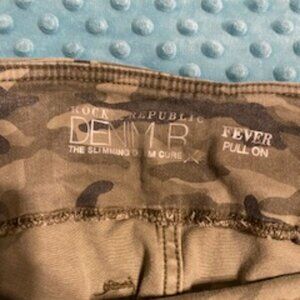 ROCK REPUBLIC
DENIM R
THE SLIMMING CURE
FEVER
PULL ON